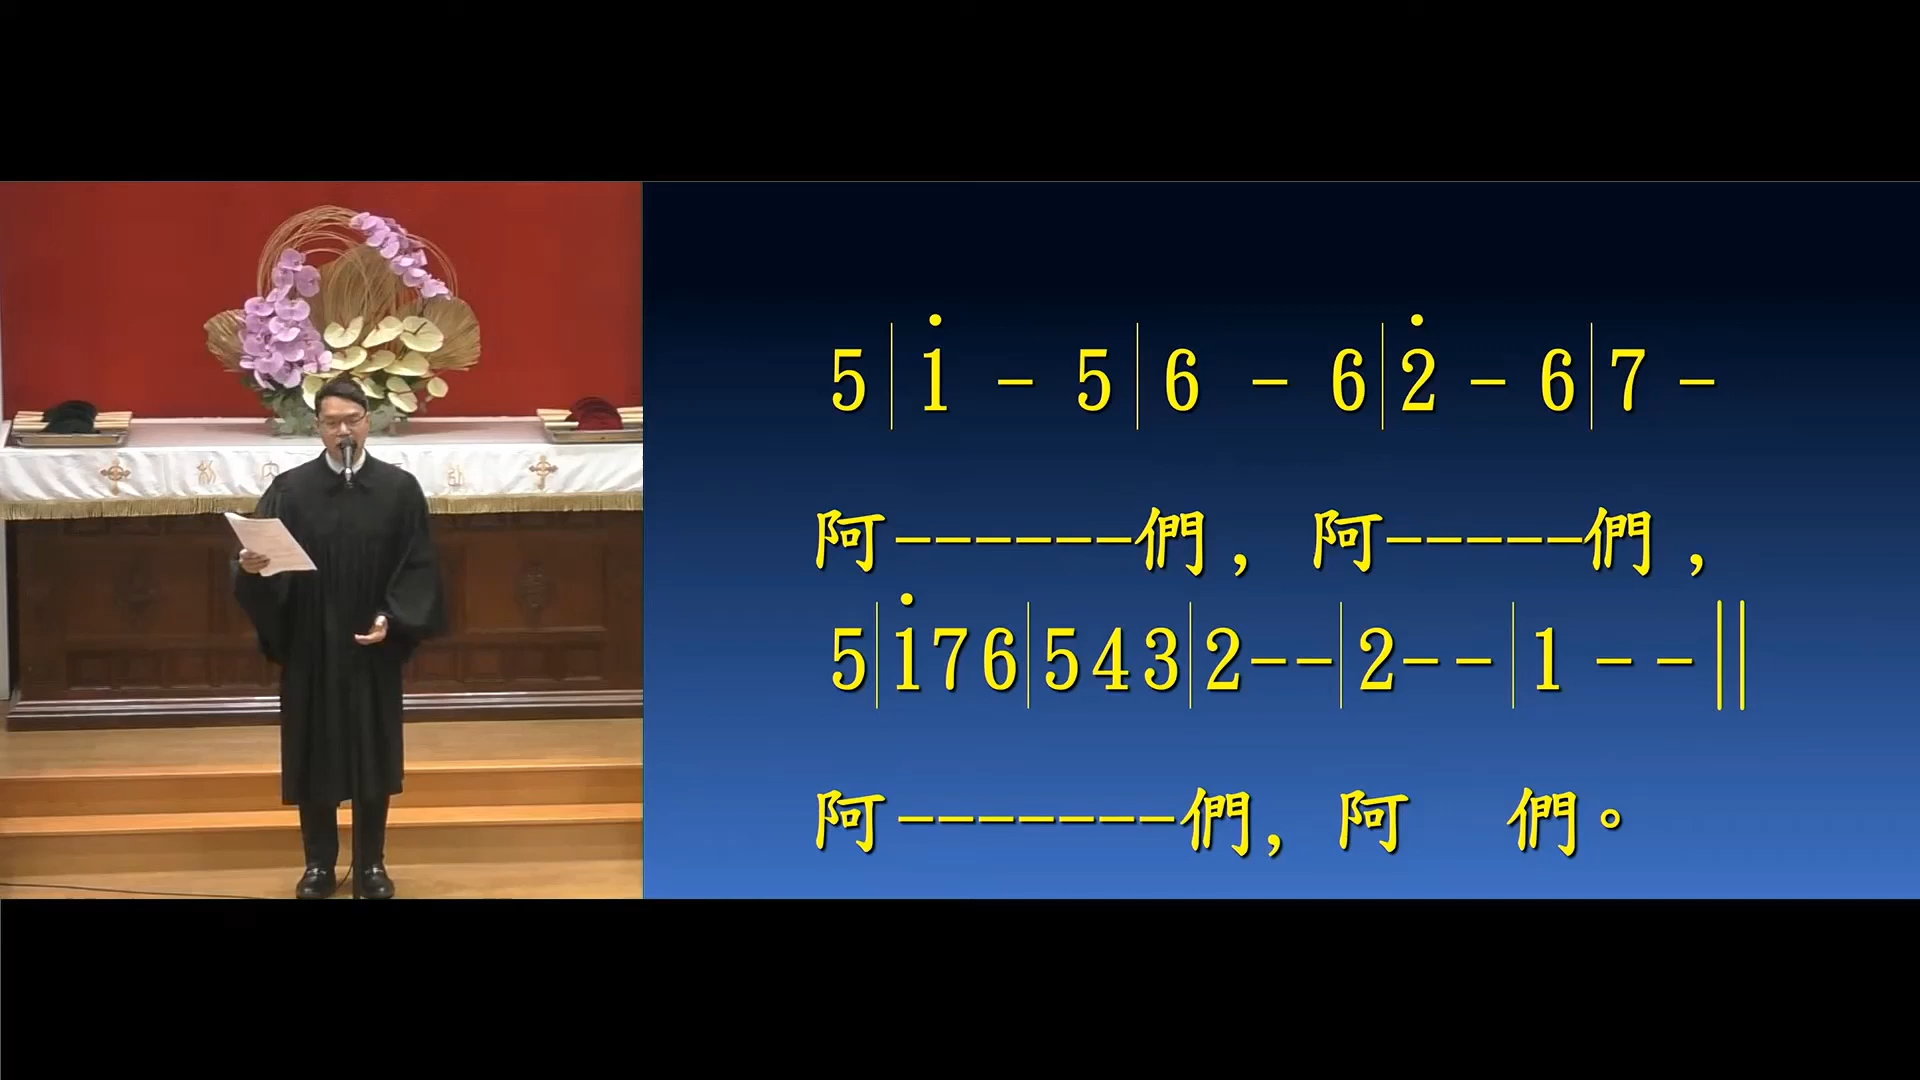 5|1̇ - 5|6 - 6|2̇ - 6|7 -
阿------們，阿-----們，
5|1̇76|543|2--|2--|1 - -||
阿-------們，阿 們。